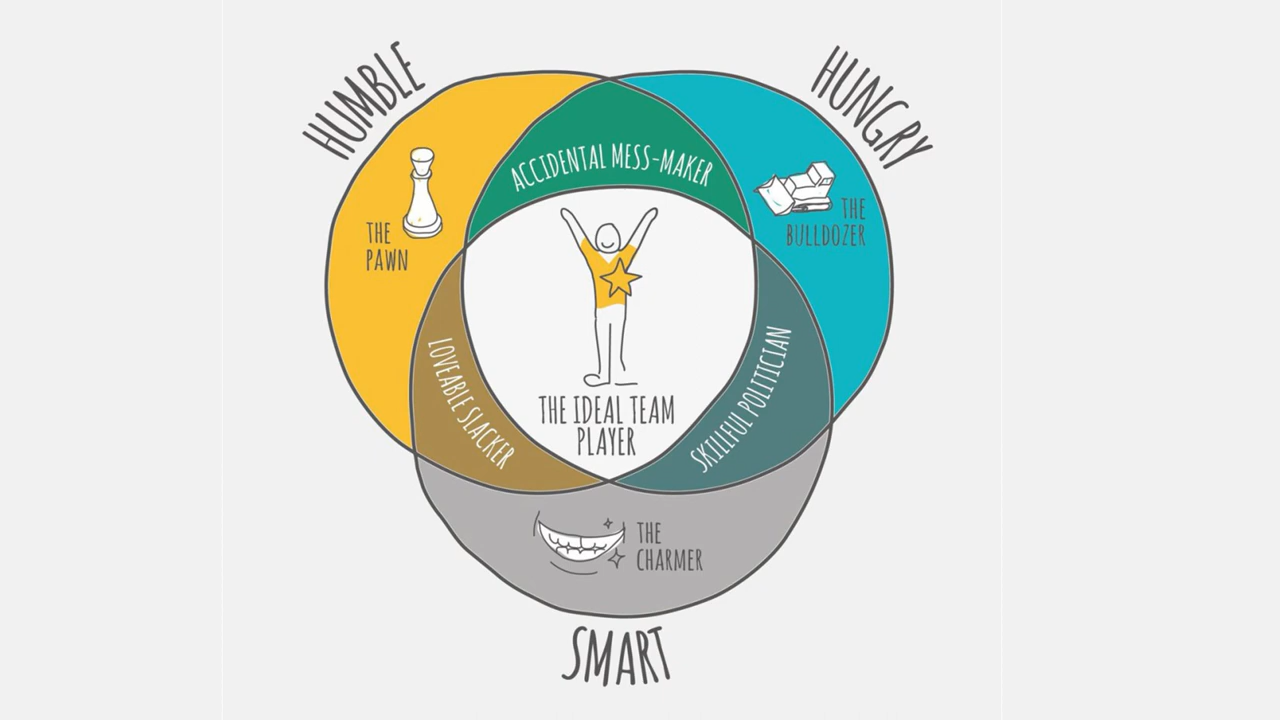 HUMBLE
HUNGRY
ACCIDENTAL MESS-MAKER
THE
PAWN
THE
BULLDOZER
LOVEABLE SLACKER
SKILLFUL POLITICIAN
THE IDEAL TEAM
PLAYER
THE
CHARMER
SMART